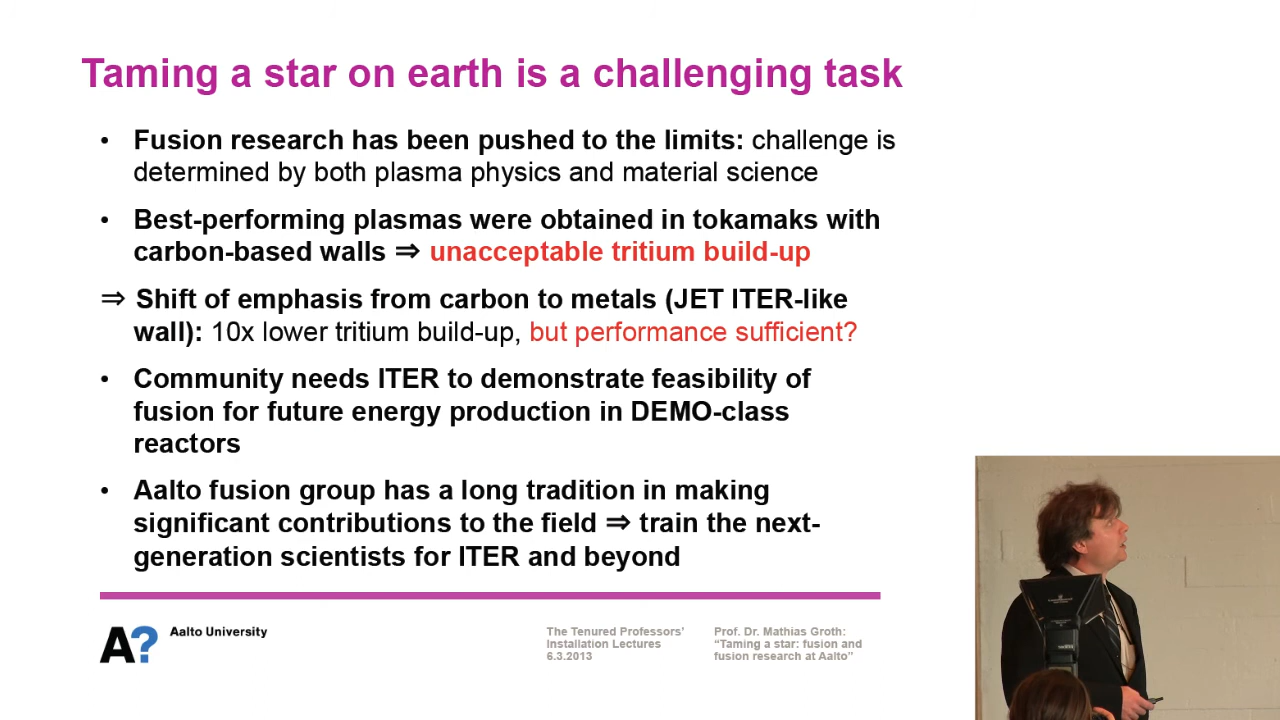 Taming a star on earth is a challenging task
• Fusion research has been pushed to the limits: challenge is
determined by both plasma physics and material science
• Best-performing plasmas were obtained in tokamaks with
carbon-based walls ⇒ unacceptable tritium build-up
⇒ Shift of emphasis from carbon to metals (JET ITER-like
wall): 10x lower tritium build-up, but performance sufficient?
• Community needs ITER to demonstrate feasibility of
fusion for future energy production in DEMO-class
reactors
• Aalto fusion group has a long tradition in making
significant contributions to the field ⇒ train the next-
generation scientists for ITER and beyond
A?
Aalto University
The Tenured Professors'
Installation Lectures
6.3.2013
Prof. Dr. Mathias Groth:
“Taming a star: fusion and
fusion research at Aalto”